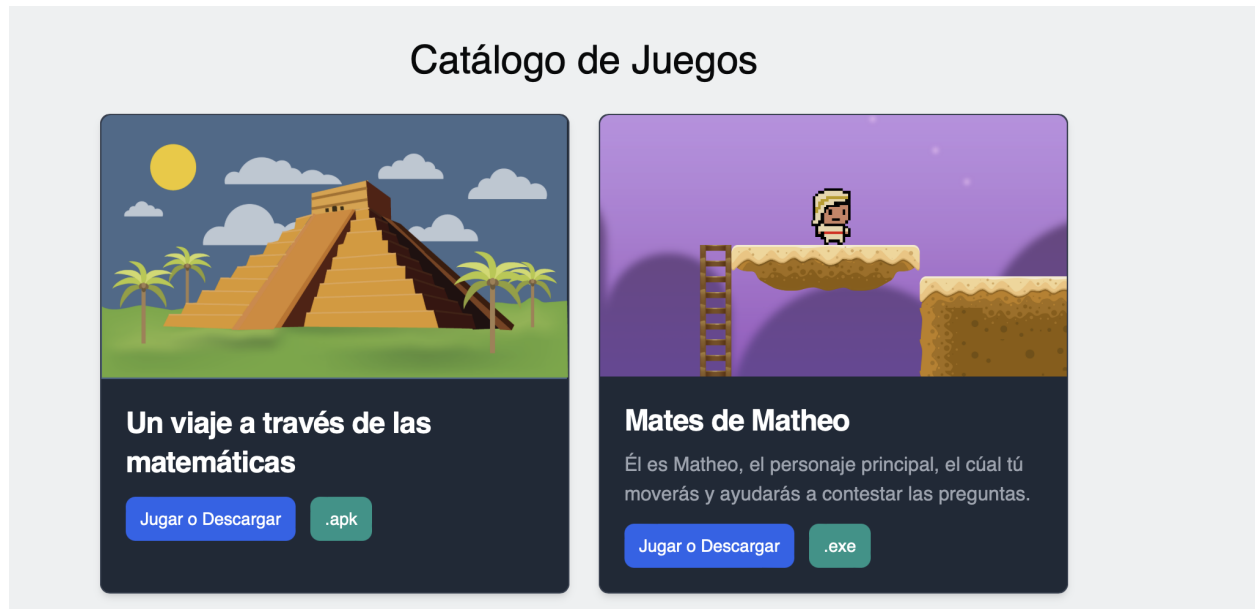 Catálogo de Juegos
Un viaje a través de las
matemáticas
Jugar o Descargar
.apk
Mates de Matheo
Él es Matheo, el personaje principal, el cúal tú
moverás y ayudarás a contestar las preguntas.
Jugar o Descargar
.exe